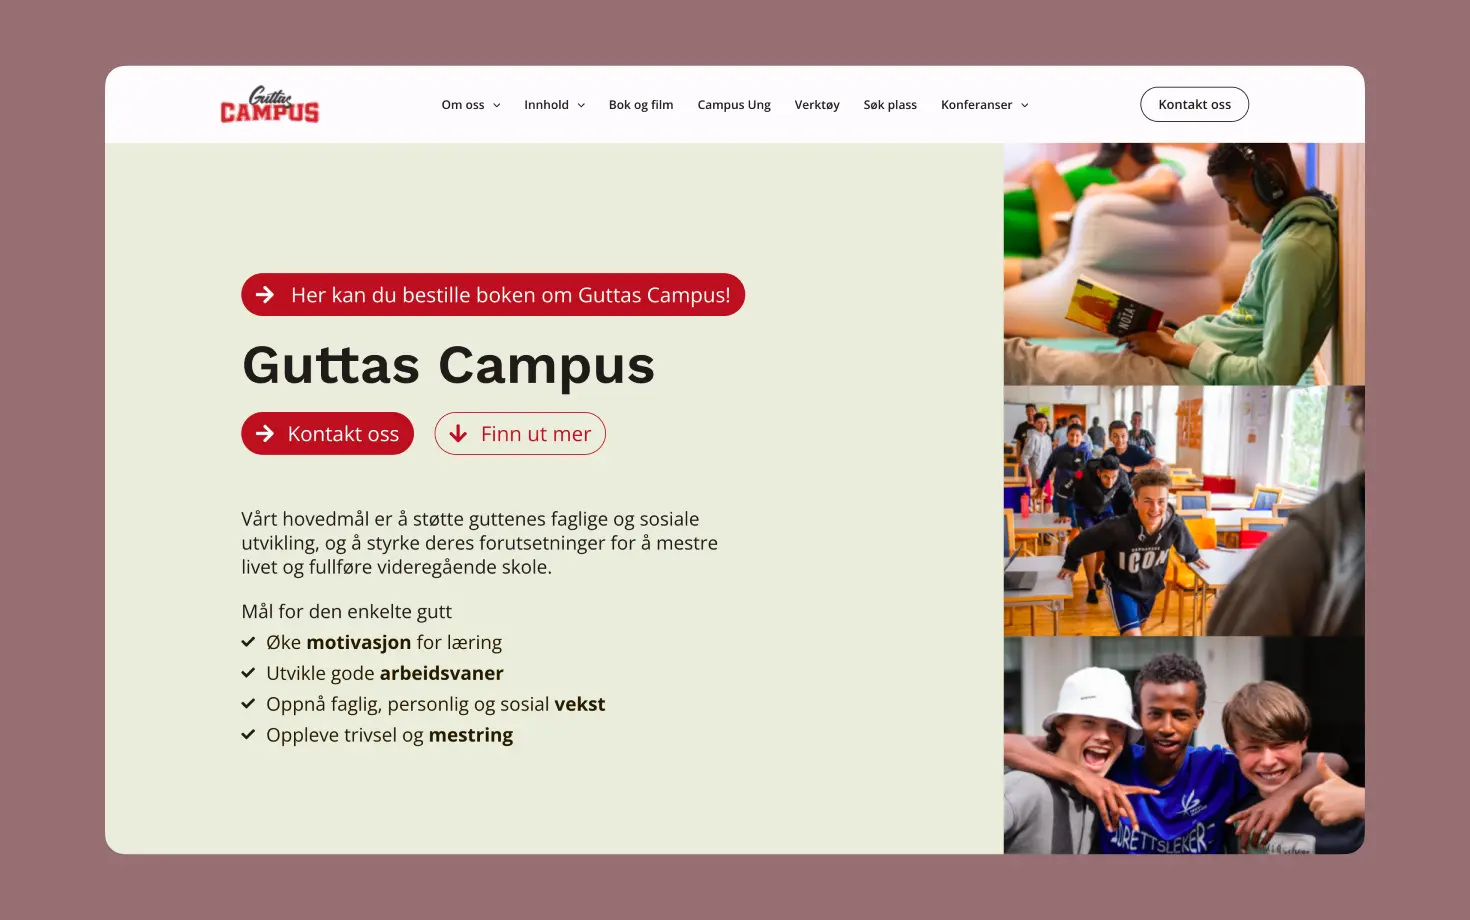 Guttas
CAMPUS
Om oss
Innhold
Bok og film
Campus Ung
Verktøy
Søk plass
Konferanser
Kontakt oss
Her kan du bestille boken om Guttas Campus!
Guttas Campus
Kontakt oss
Finn ut mer
Vårt hovedmål er å støtte guttenes faglige og sosiale
utvikling, og å styrke deres forutsetninger for å mestre
livet og fullføre videregående skole.
Mål for den enkelte gutt
Øke motivasjon for læring
Utvikle gode arbeidsvaner
Oppnå faglig, personlig og sosial vekst
Oppleve trivsel og mestring
NOIA
ICON